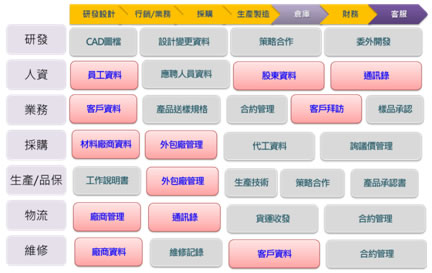 研發設計 行銷/業務 採購 生產製造 倉庫 財務 客服
研發 CAD圖檔 設計變更資料 策略合作 委外開發
人資 員工資料 應聘人員資料 股東資料 通訊錄
業務 客戶資料 產品送樣規格 合約管理 客戶拜訪 樣品承認
採購 材料廠商資料 外包廠管理 代工資料 詢議價管理
生產/品保 工作說明書 外包廠管理 生產技術 策略合作 產品承認書
物流 廠商管理 通訊錄 貨運收發 合約管理
維修 廠商資料 維修記錄 客戶資料 合約管理